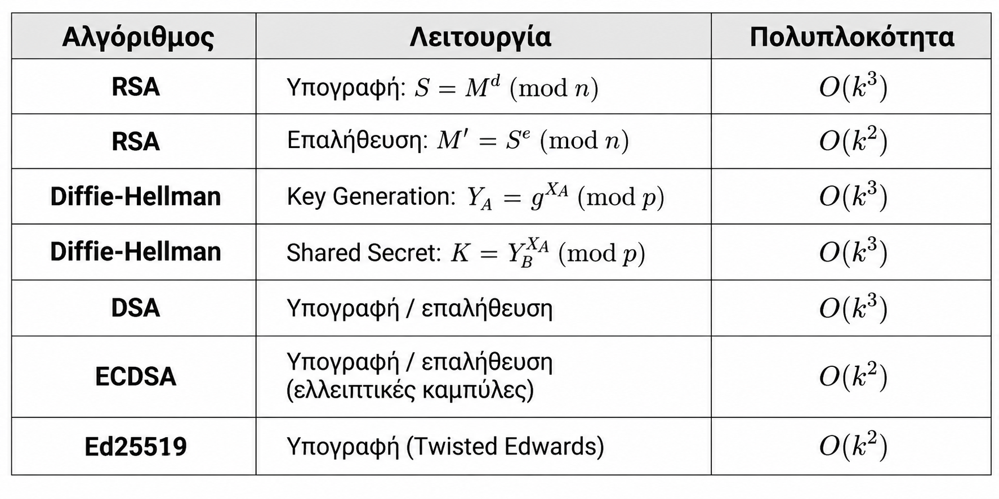 Αλγόριθμος Λειτουργία Πολυπλοκότητα
RSA Υπογραφή: $S = M^d \pmod{n}$ $O(k^3)$
RSA Επαλήθευση: $M' = S^e \pmod{n}$ $O(k^2)$
Diffie-Hellman Key Generation: $Y_A = g^{X_A} \pmod{p}$ $O(k^3)$
Diffie-Hellman Shared Secret: $K = Y_B^{X_A} \pmod{p}$ $O(k^3)$
DSA Υπογραφή / επαλήθευση $O(k^3)$
ECDSA Υπογραφή / επαλήθευση
(ελλειπτικές καμπύλες) $O(k^2)$
Ed25519 Υπογραφή (Twisted Edwards) $O(k^2)$